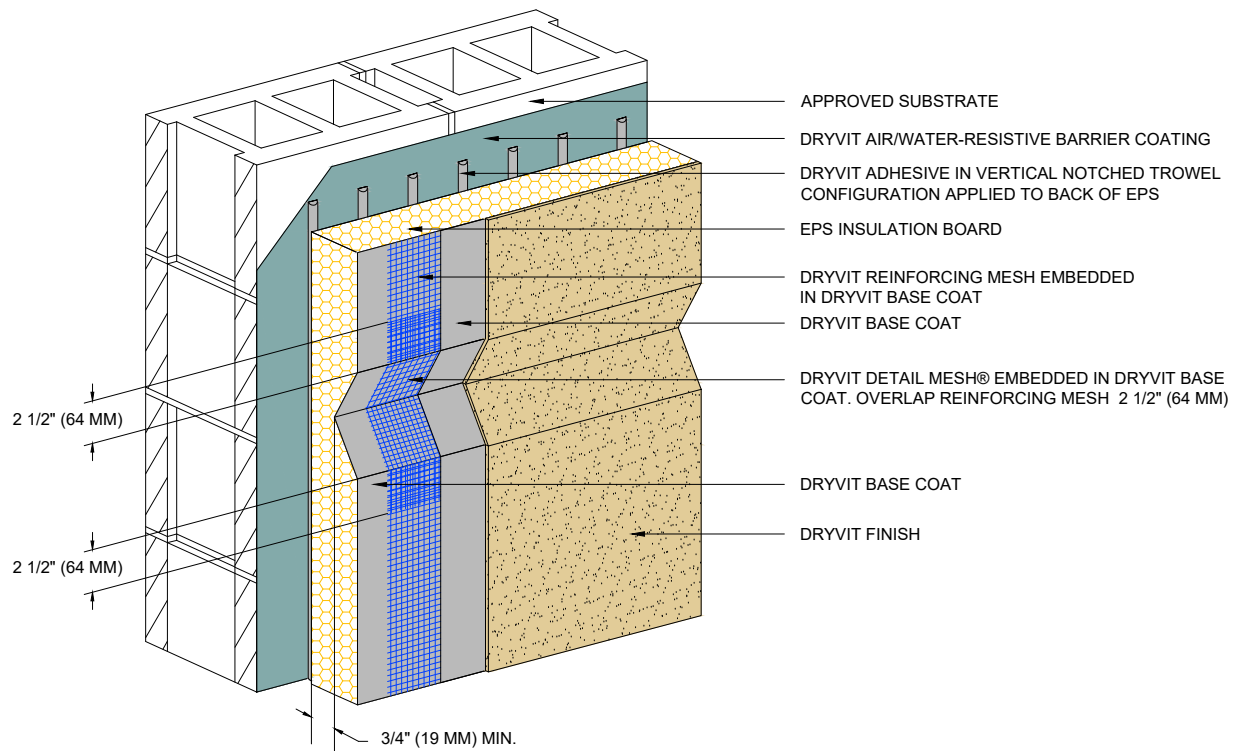 APPROVED SUBSTRATE
DRYVIT AIR/WATER-RESISTIVE BARRIER COATING
DRYVIT ADHESIVE IN VERTICAL NOTCHED TROWEL
CONFIGURATION APPLIED TO BACK OF EPS
EPS INSULATION BOARD
DRYVIT REINFORCING MESH EMBEDDED
IN DRYVIT BASE COAT
DRYVIT BASE COAT
DRYVIT DETAIL MESH® EMBEDDED IN DRYVIT BASE
COAT. OVERLAP REINFORCING MESH 2 1/2" (64 MM)
2 1/2" (64 MM)
DRYVIT BASE COAT
DRYVIT FINISH
2 1/2" (64 MM)
3/4" (19 MM) MIN.